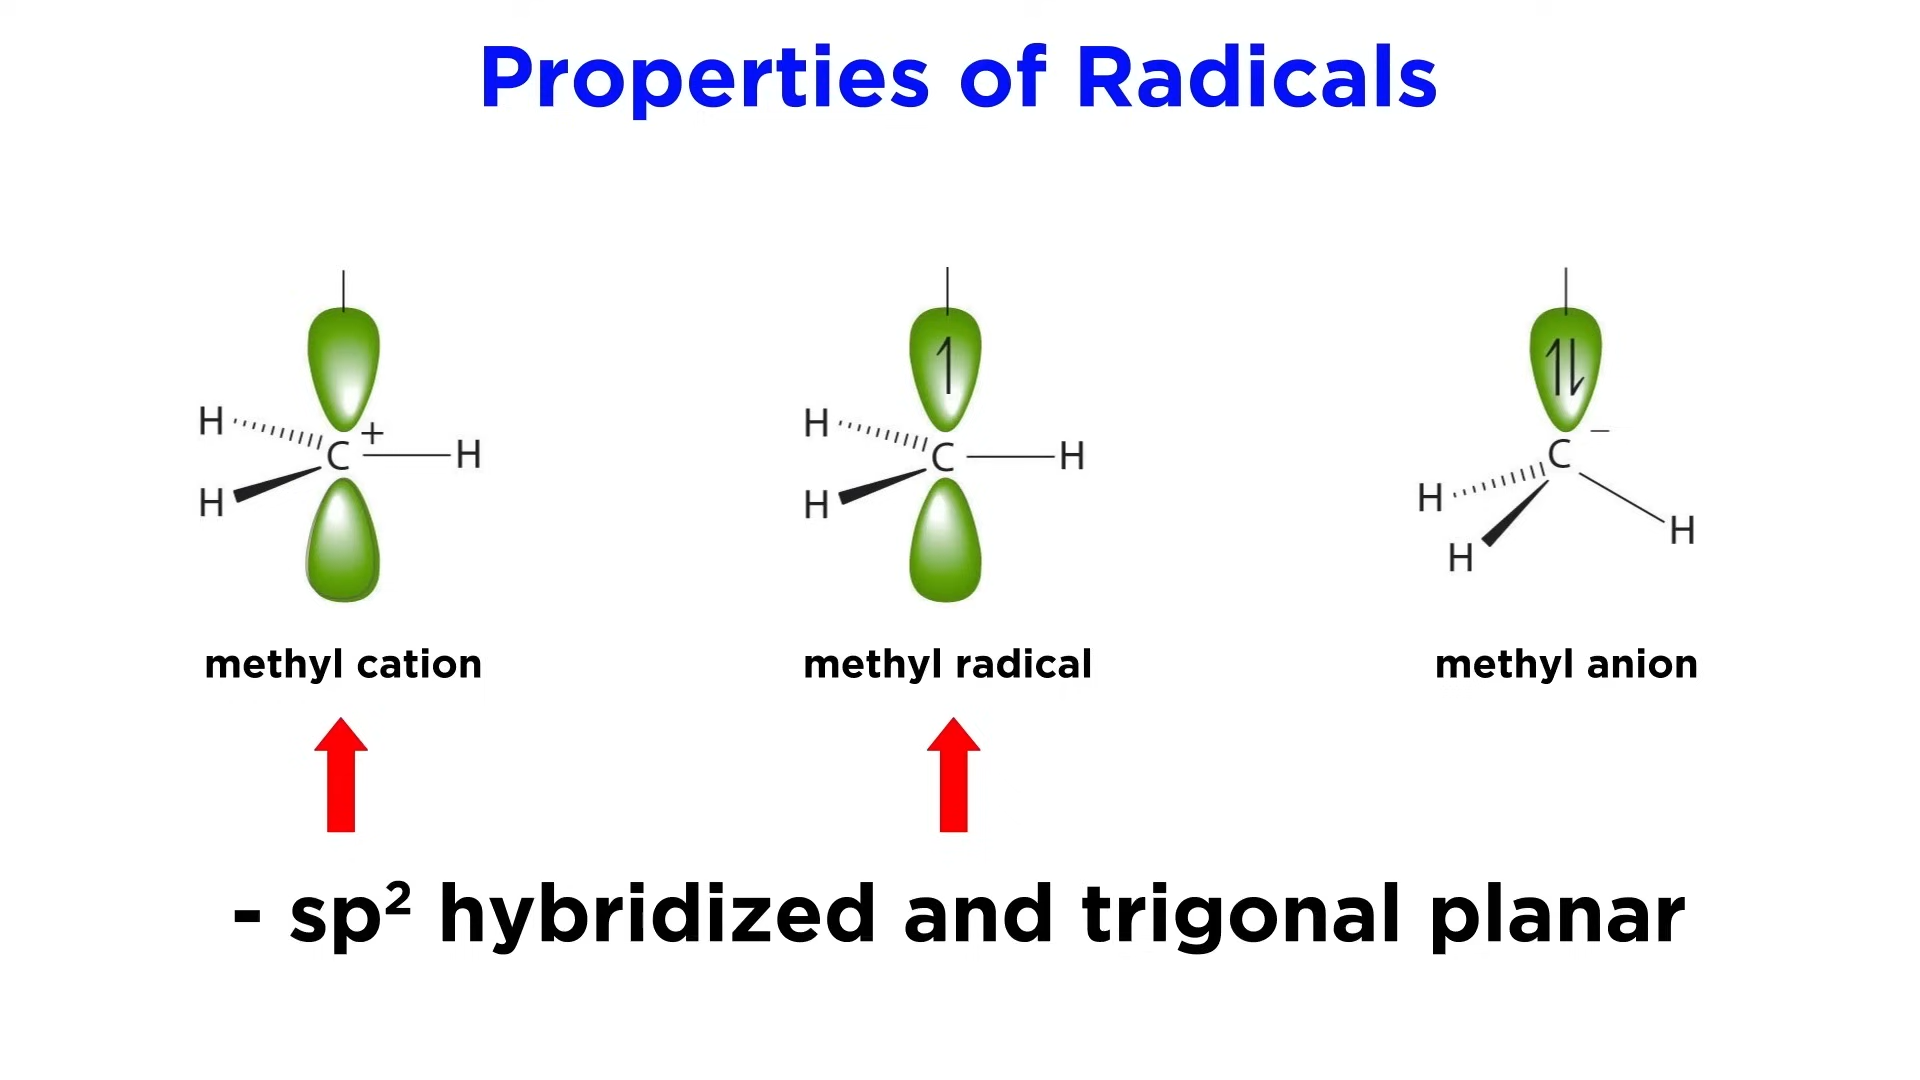 Properties of Radicals
H
H
C
+
H
H
H
C
H
H
H
C
−
H
methyl cation
methyl radical
methyl anion
- sp² hybridized and trigonal planar